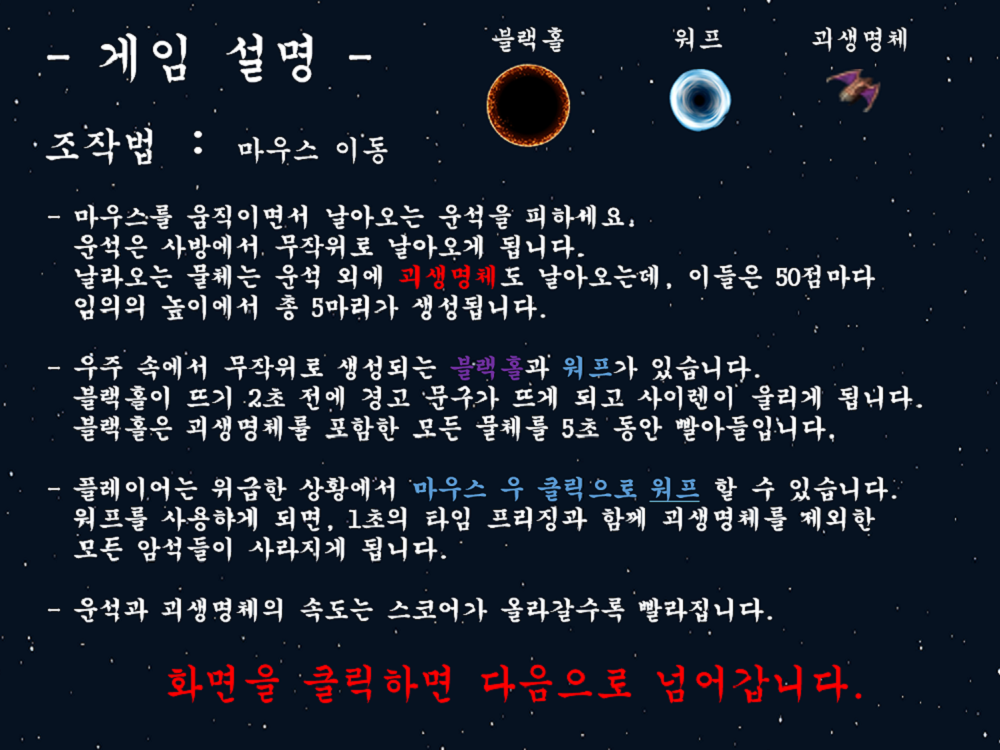 - 게임 설명 -
블랙홀
워프
괴생명체
조작법 : 마우스 이동
- 마우스를 움직이면서 날아오는 운석을 피하세요.
운석은 사방에서 무작위로 날아오게 됩니다.
날라오는 물체는 운석 외에 괴생명체도 날아오는데, 이들은 50점마다
임의의 높이에서 총 5마리가 생성됩니다.
- 우주 속에서 무작위로 생성되는 블랙홀과 워프가 있습니다.
블랙홀이 뜨기 2초 전에 경고 문구가 뜨게 되고 사이렌이 울리게 됩니다.
블랙홀은 괴생명체를 포함한 모든 물체를 5초 동안 빨아들입니다.
- 플레이어는 위급한 상황에서 마우스 우 클릭으로 워프 할 수 있습니다.
워프를 사용하게 되면, 1초의 타임 프리징과 함께 괴생명체를 제외한
모든 암석들이 사라지게 됩니다.
- 운석과 괴생명체의 속도는 스코어가 올라갈수록 빨라집니다.
화면을 클릭하면 다음으로 넘어갑니다.